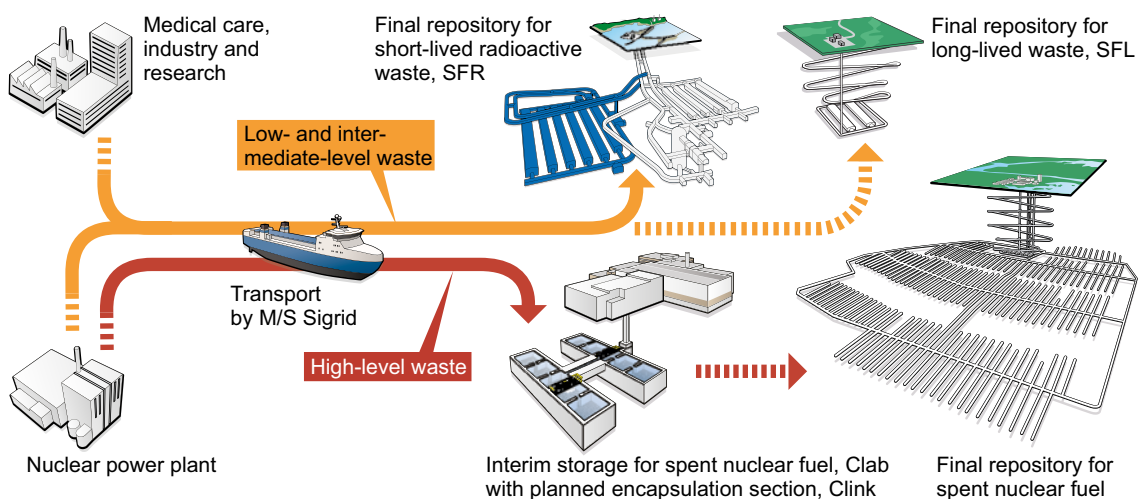 Medical care,
industry and
research
Final repository for
short-lived radioactive
waste, SFR
Final repository for
long-lived waste, SFL
Low- and inter-
mediate-level waste
Transport
by M/S Sigrid
High-level waste
Nuclear power plant
Interim storage for spent nuclear fuel, Clab
with planned encapsulation section, Clink
Final repository for
spent nuclear fuel